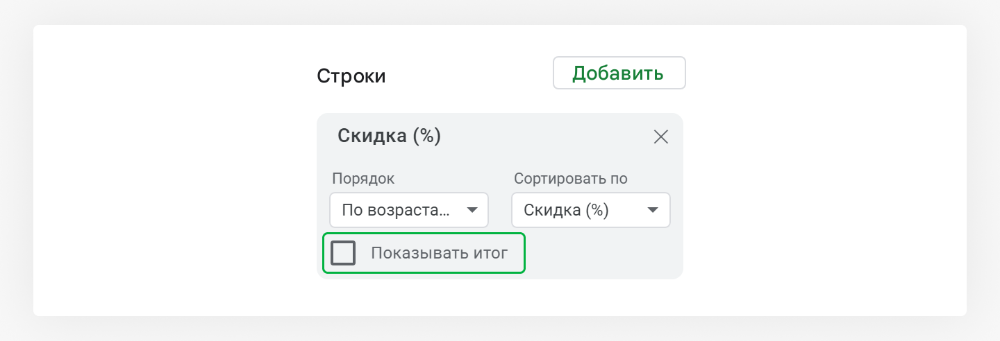 Строки
Добавить
Скидка (%)
Порядок
Сортировать по
По возраста...
Скидка (%)
Показывать итог